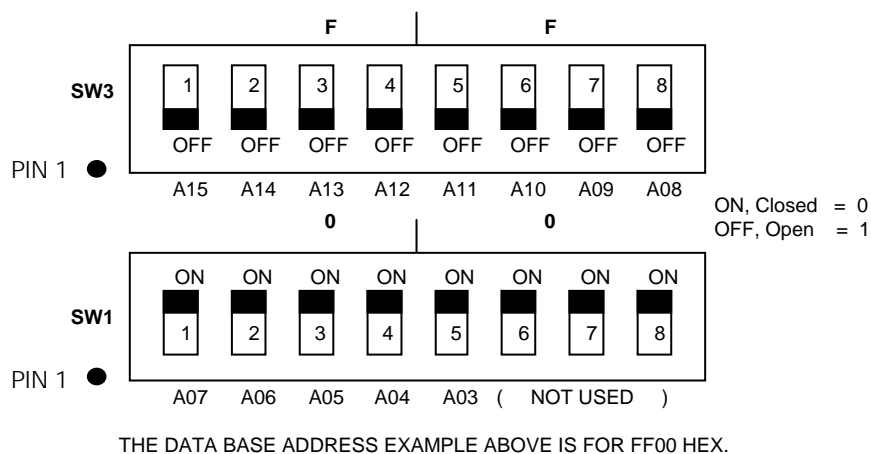 F F
SW3 1 2 3 4 5 6 7 8
OFF OFF OFF OFF OFF OFF OFF OFF
PIN 1
A15 A14 A13 A12 A11 A10 A09 A08
ON, Closed = 0
0 0
OFF, Open = 1
ON ON ON ON ON ON ON ON
SW1 1 2 3 4 5 6 7 8
PIN 1
A07 A06 A05 A04 A03 ( NOT USED )
THE DATA BASE ADDRESS EXAMPLE ABOVE IS FOR FF00 HEX.